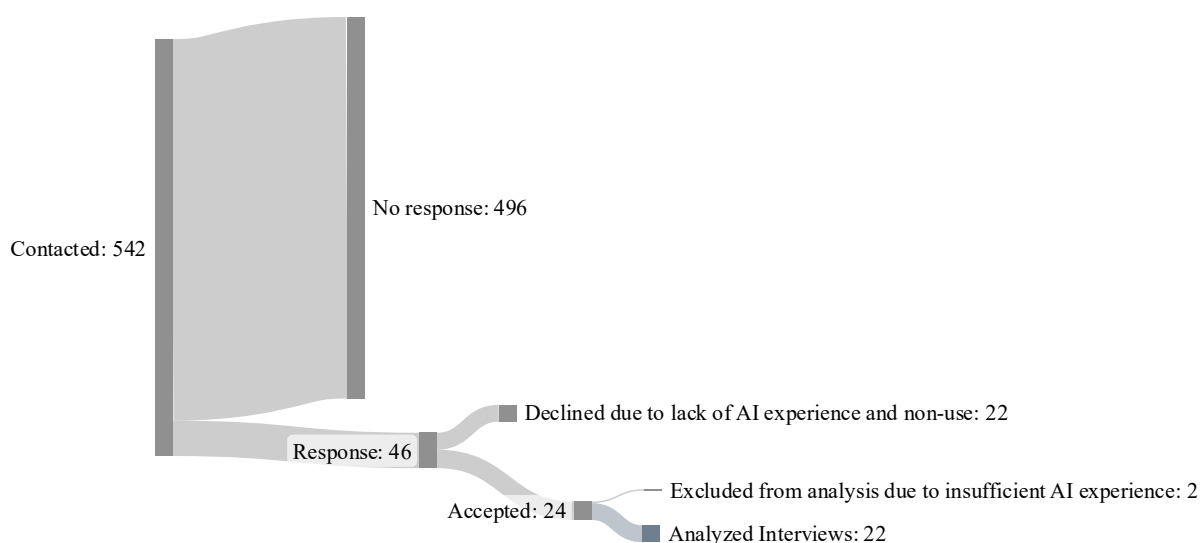 No response: 496
Contacted: 542
Declined due to lack of AI experience and non-use: 22
Response: 46
Excluded from analysis due to insufficient AI experience: 2
Accepted: 24
Analyzed Interviews: 22